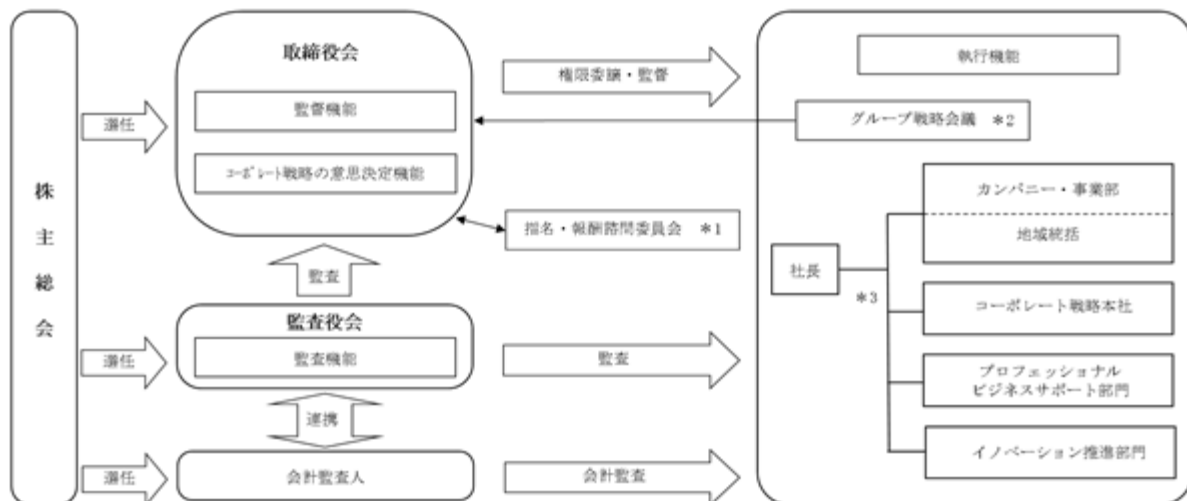 株主総会
選任
取締役会
監督機能
コーポレート戦略の意思決定機能
権限委譲・監督
執行機能
グループ戦略会議 *2
指名・報酬諮問委員会 *1
カンパニー・事業部
地域統括
社長
*3
監査
監査役会
監査機能
選任
監査
コーポレート戦略本社
プロフェッショナル
ビジネスサポート部門
連携
選任
会計監査人
会計監査
イノベーション推進部門